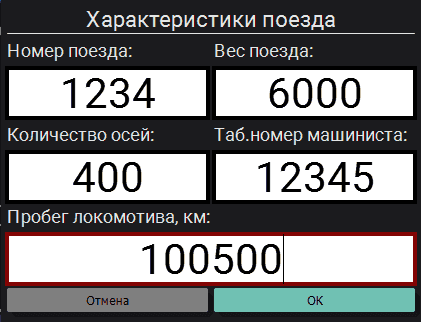 Характеристики поезда
Номер поезда: Вес поезда:
1234 6000
Количество осей: Таб.номер машиниста:
400 12345
Пробег локомотива, км:
100500
Отмена OK